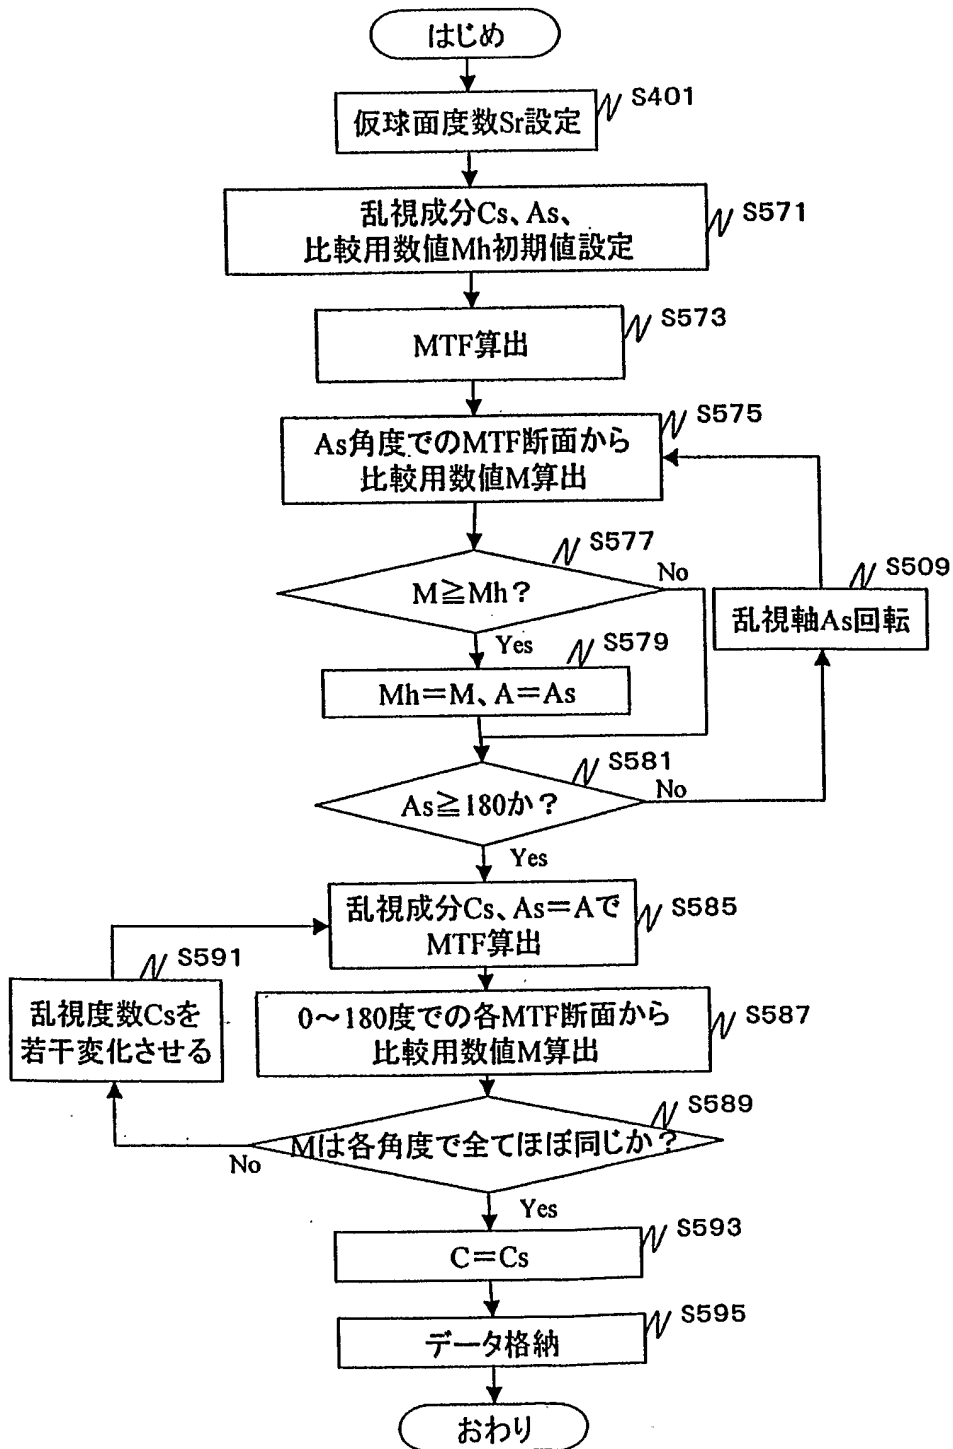 はじめ
仮球面度数Sr設定
S401
乱視成分Cs、As、
比較用数値Mh初期値設定
S571
MTF算出
S573
As角度でのMTF断面から
比較用数値M算出
S575
M≧Mh?
S577
No
Yes
乱視軸As回転
S509
Mh=M、A=As
S579
As≧180か?
S581
No
Yes
乱視成分Cs、As=Aで
MTF算出
S585
乱視度数Csを
若干変化させる
S591
0～180度での各MTF断面から
比較用数値M算出
S587
Mは各角度で全てほぼ同じか?
S589
No
Yes
C=Cs
S593
データ格納
S595
おわり